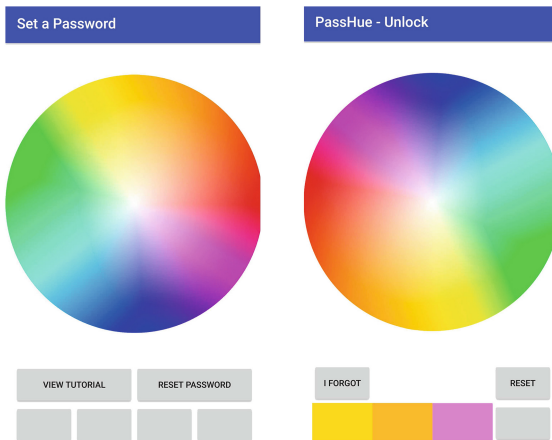 Set a Password
VIEW TUTORIAL
RESET PASSWORD
PassHue - Unlock
I FORGOT
RESET